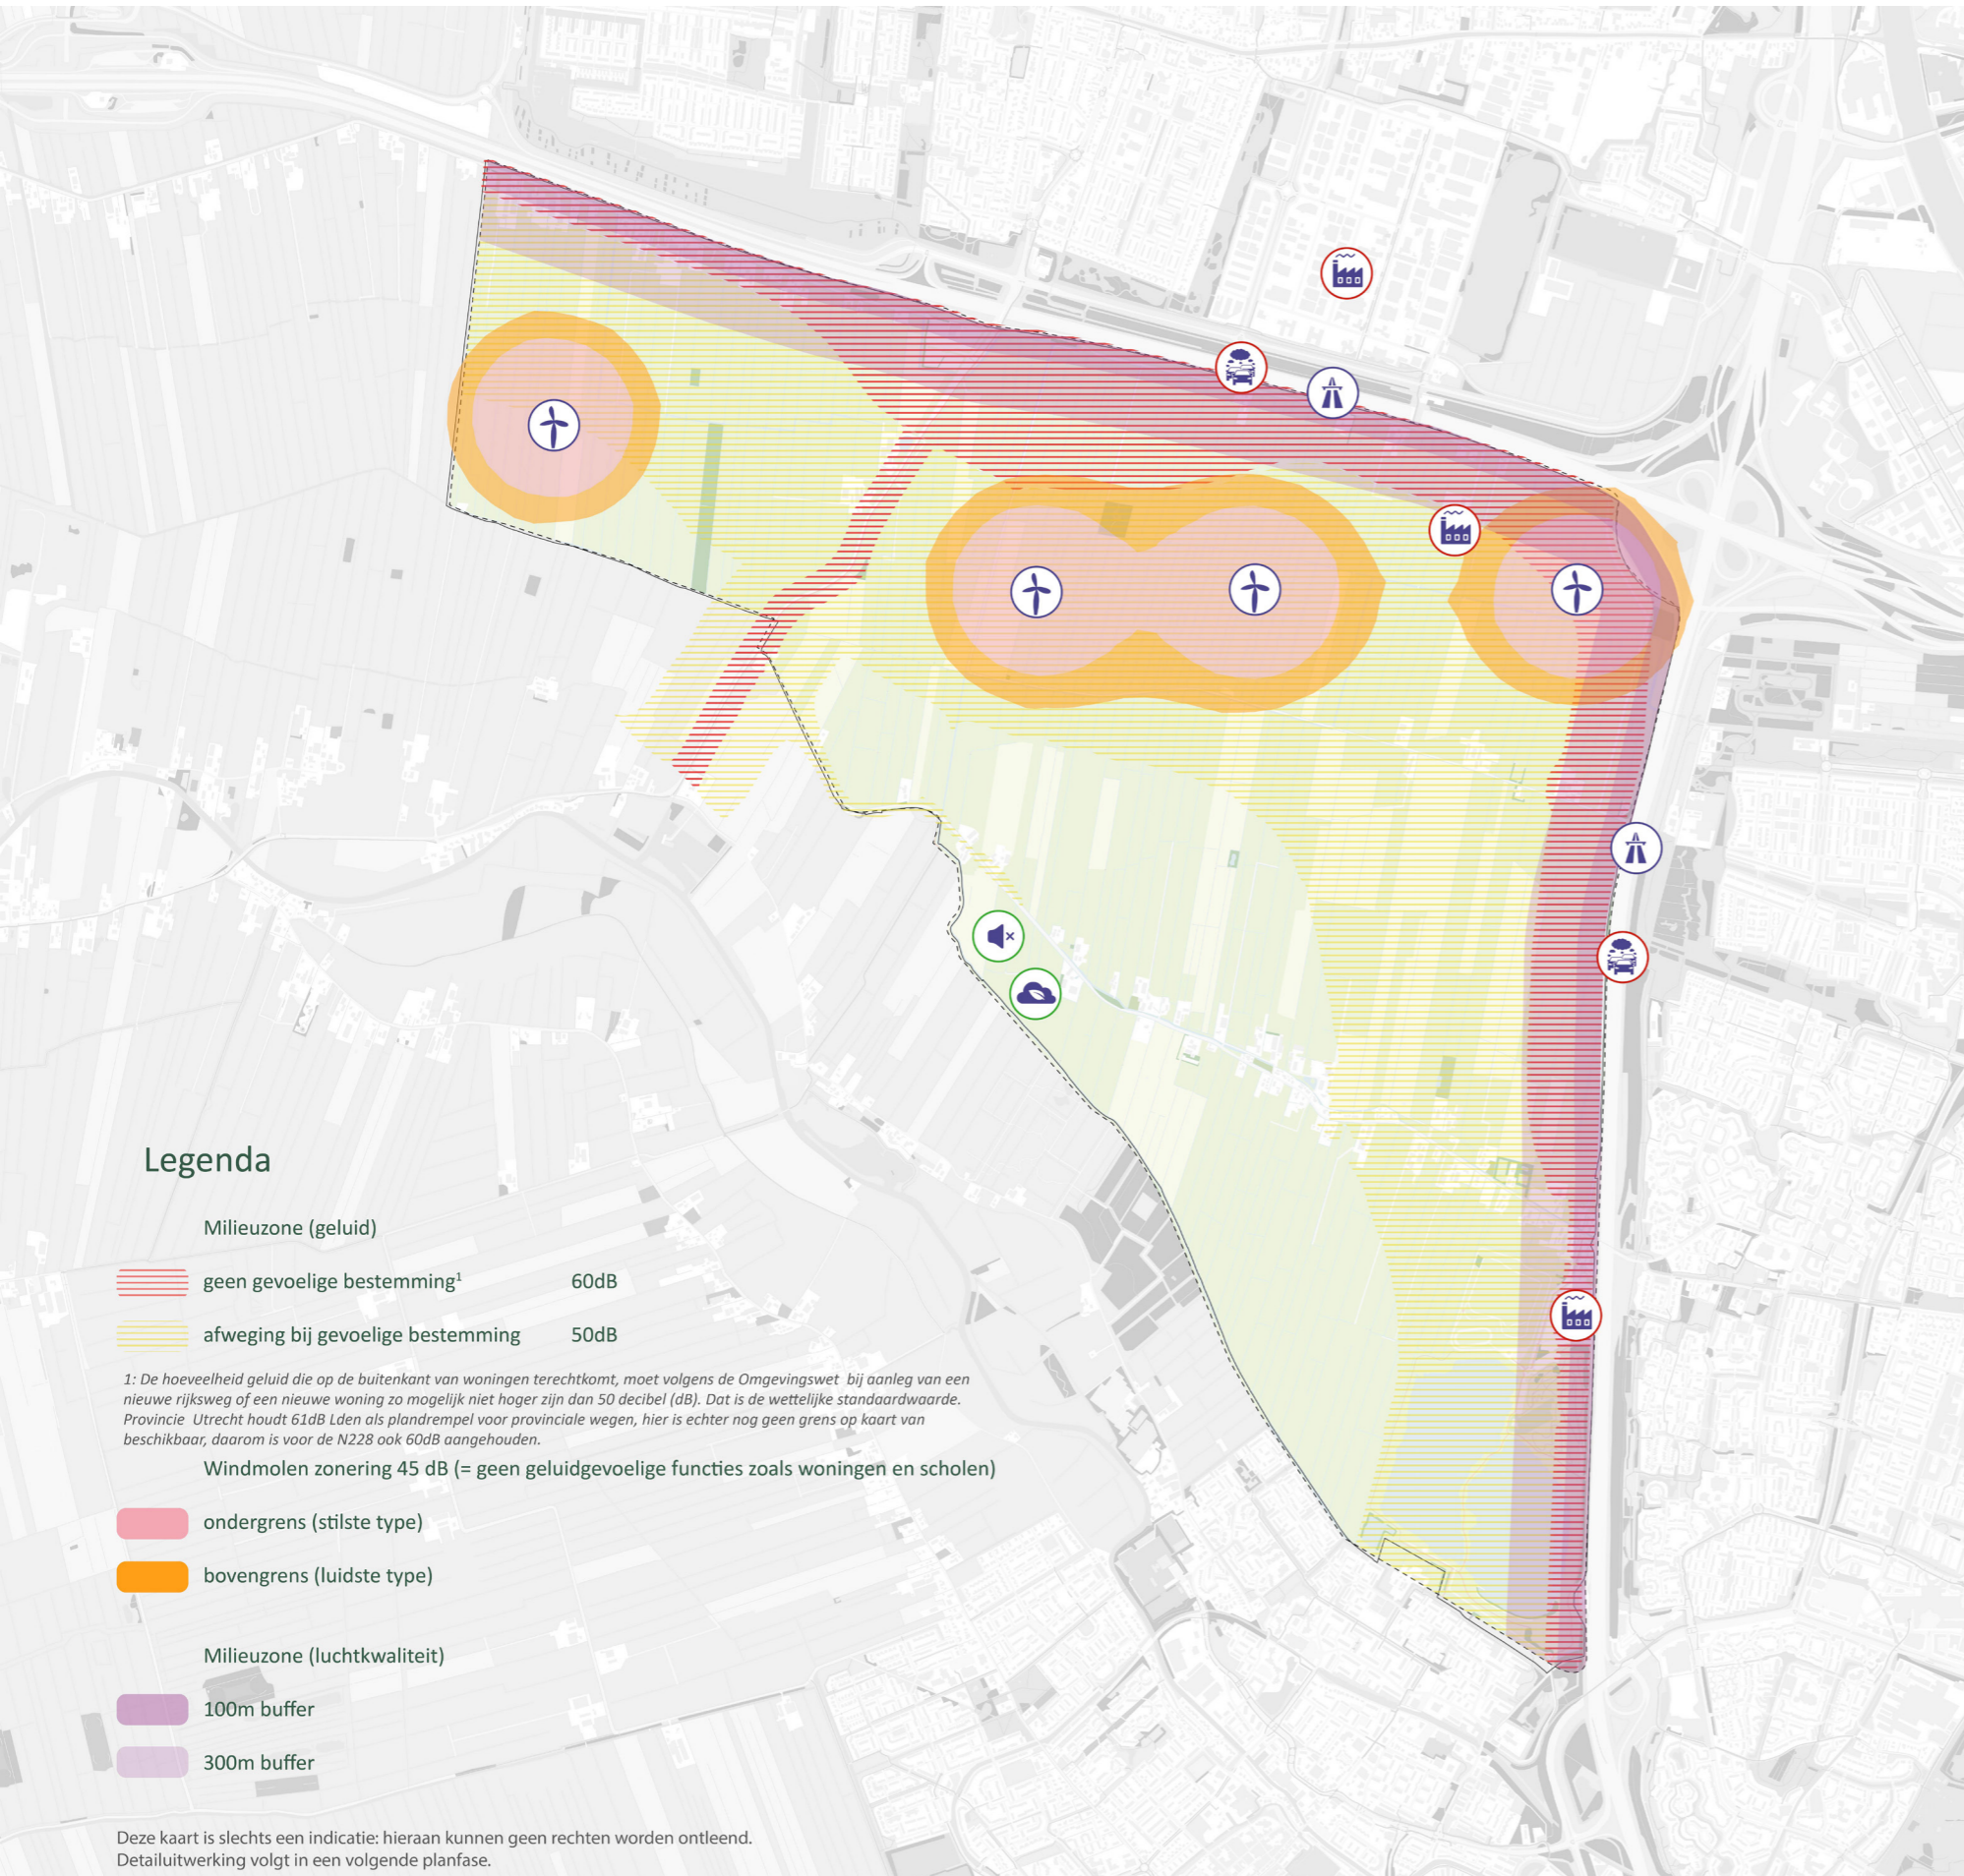 Legenda
Milieuzone (geluid)
geen gevoelige bestemming¹ 60dB
afweging bij gevoelige bestemming 50dB
1: De hoeveelheid geluid die op de buitenkant van woningen terechtkomt, moet volgens de Omgevingswet bij aanleg van een
nieuwe rijksweg of een nieuwe woning zo mogelijk niet hoger zijn dan 50 decibel (dB). Dat is de wettelijke standaardwaarde.
Provincie Utrecht houdt 61dB Lden als plandrempel voor provinciale wegen, hier is echter nog geen grens op kaart van
beschikbaar, daarom is voor de N228 ook 60dB aangehouden.
Windmolen zonering 45 dB (= geen geluidgevoelige functies zoals woningen en scholen)
ondergrens (stilste type)
bovengrens (luidste type)
Milieuzone (luchtkwaliteit)
100m buffer
300m buffer
Deze kaart is slechts een indicatie: hieraan kunnen geen rechten worden ontleend.
Detailuitwerking volgt in een volgende planfase.